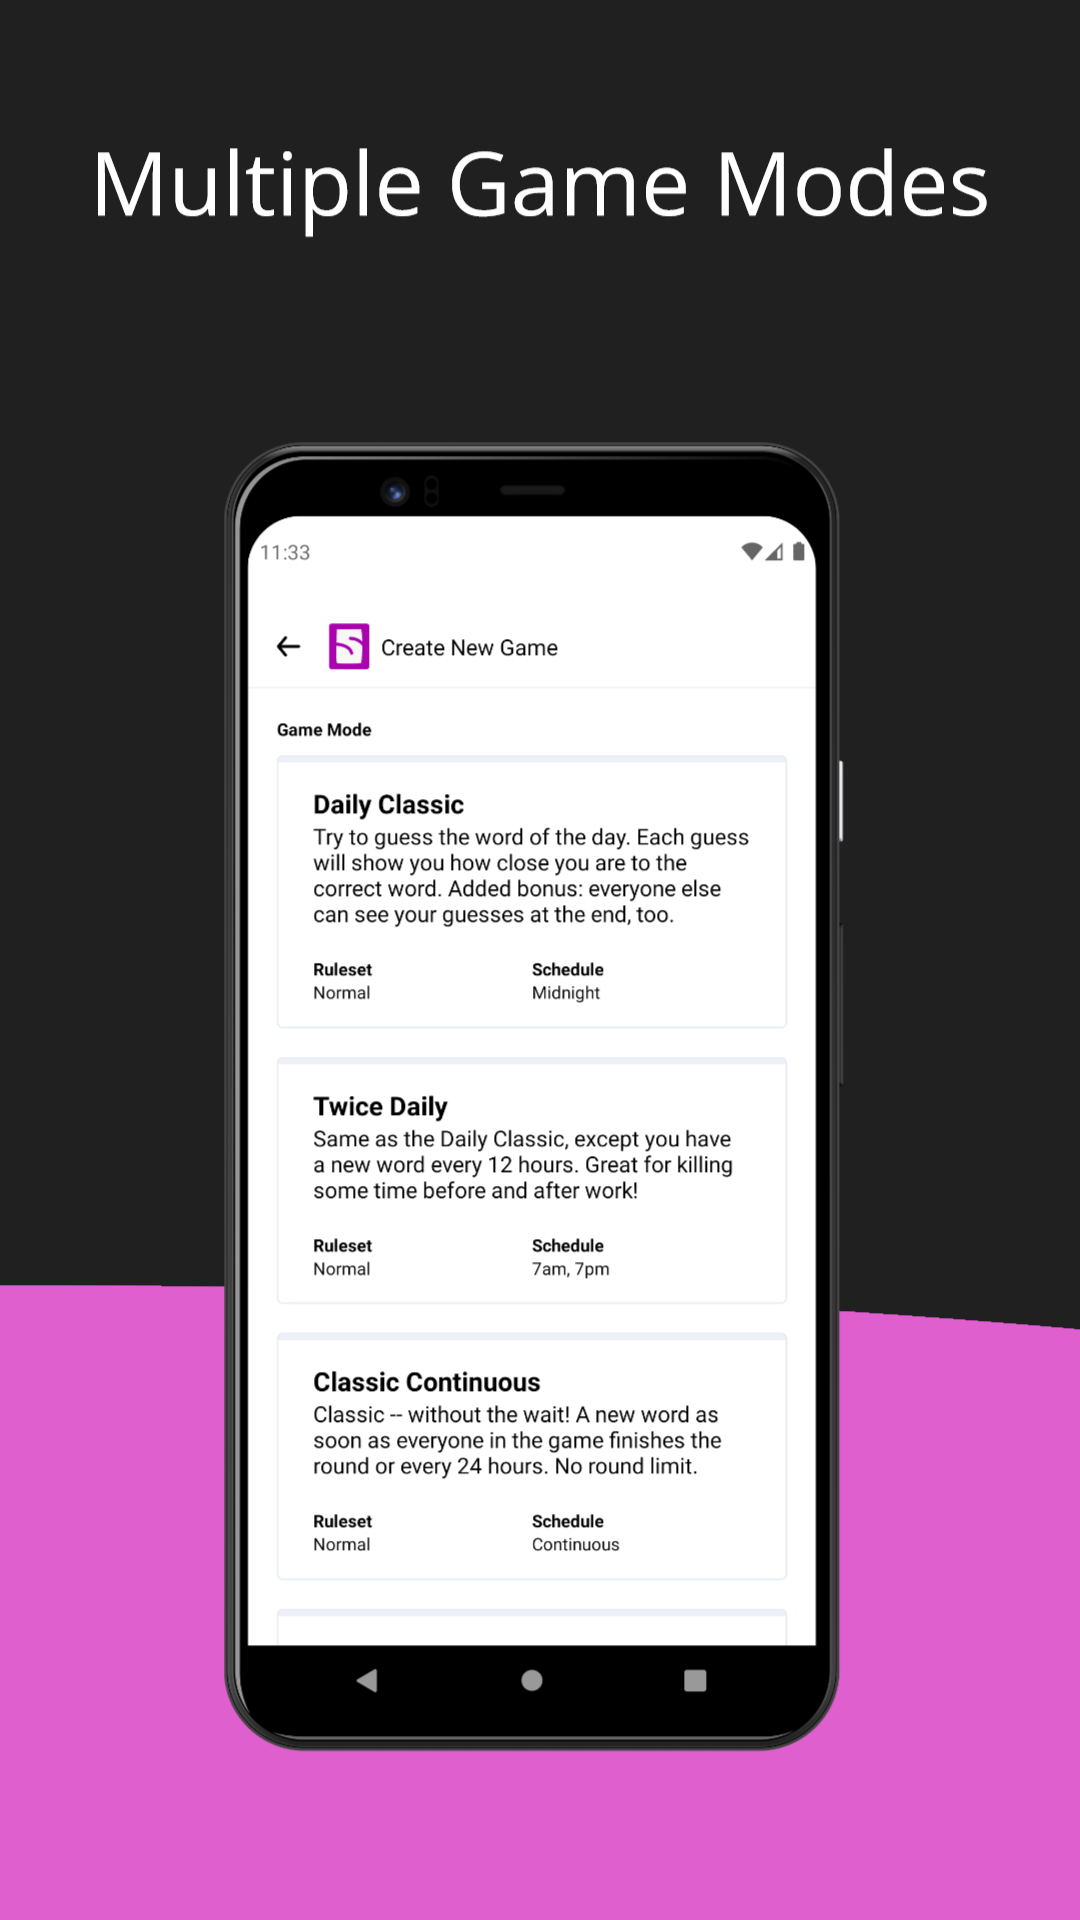 Multiple Game Modes
11:33
Create New Game
Game Mode
Daily Classic
Try to guess the word of the day. Each guess
will show you how close you are to the
correct word. Added bonus: everyone else
can see your guesses at the end, too.
Ruleset Schedule
Normal Midnight
Twice Daily
Same as the Daily Classic, except you have
a new word every 12 hours. Great for killing
some time before and after work!
Ruleset Schedule
Normal 7am, 7pm
Classic Continuous
Classic -- without the wait! A new word as
soon as everyone in the game finishes the
round or every 24 hours. No round limit.
Ruleset Schedule
Normal Continuous